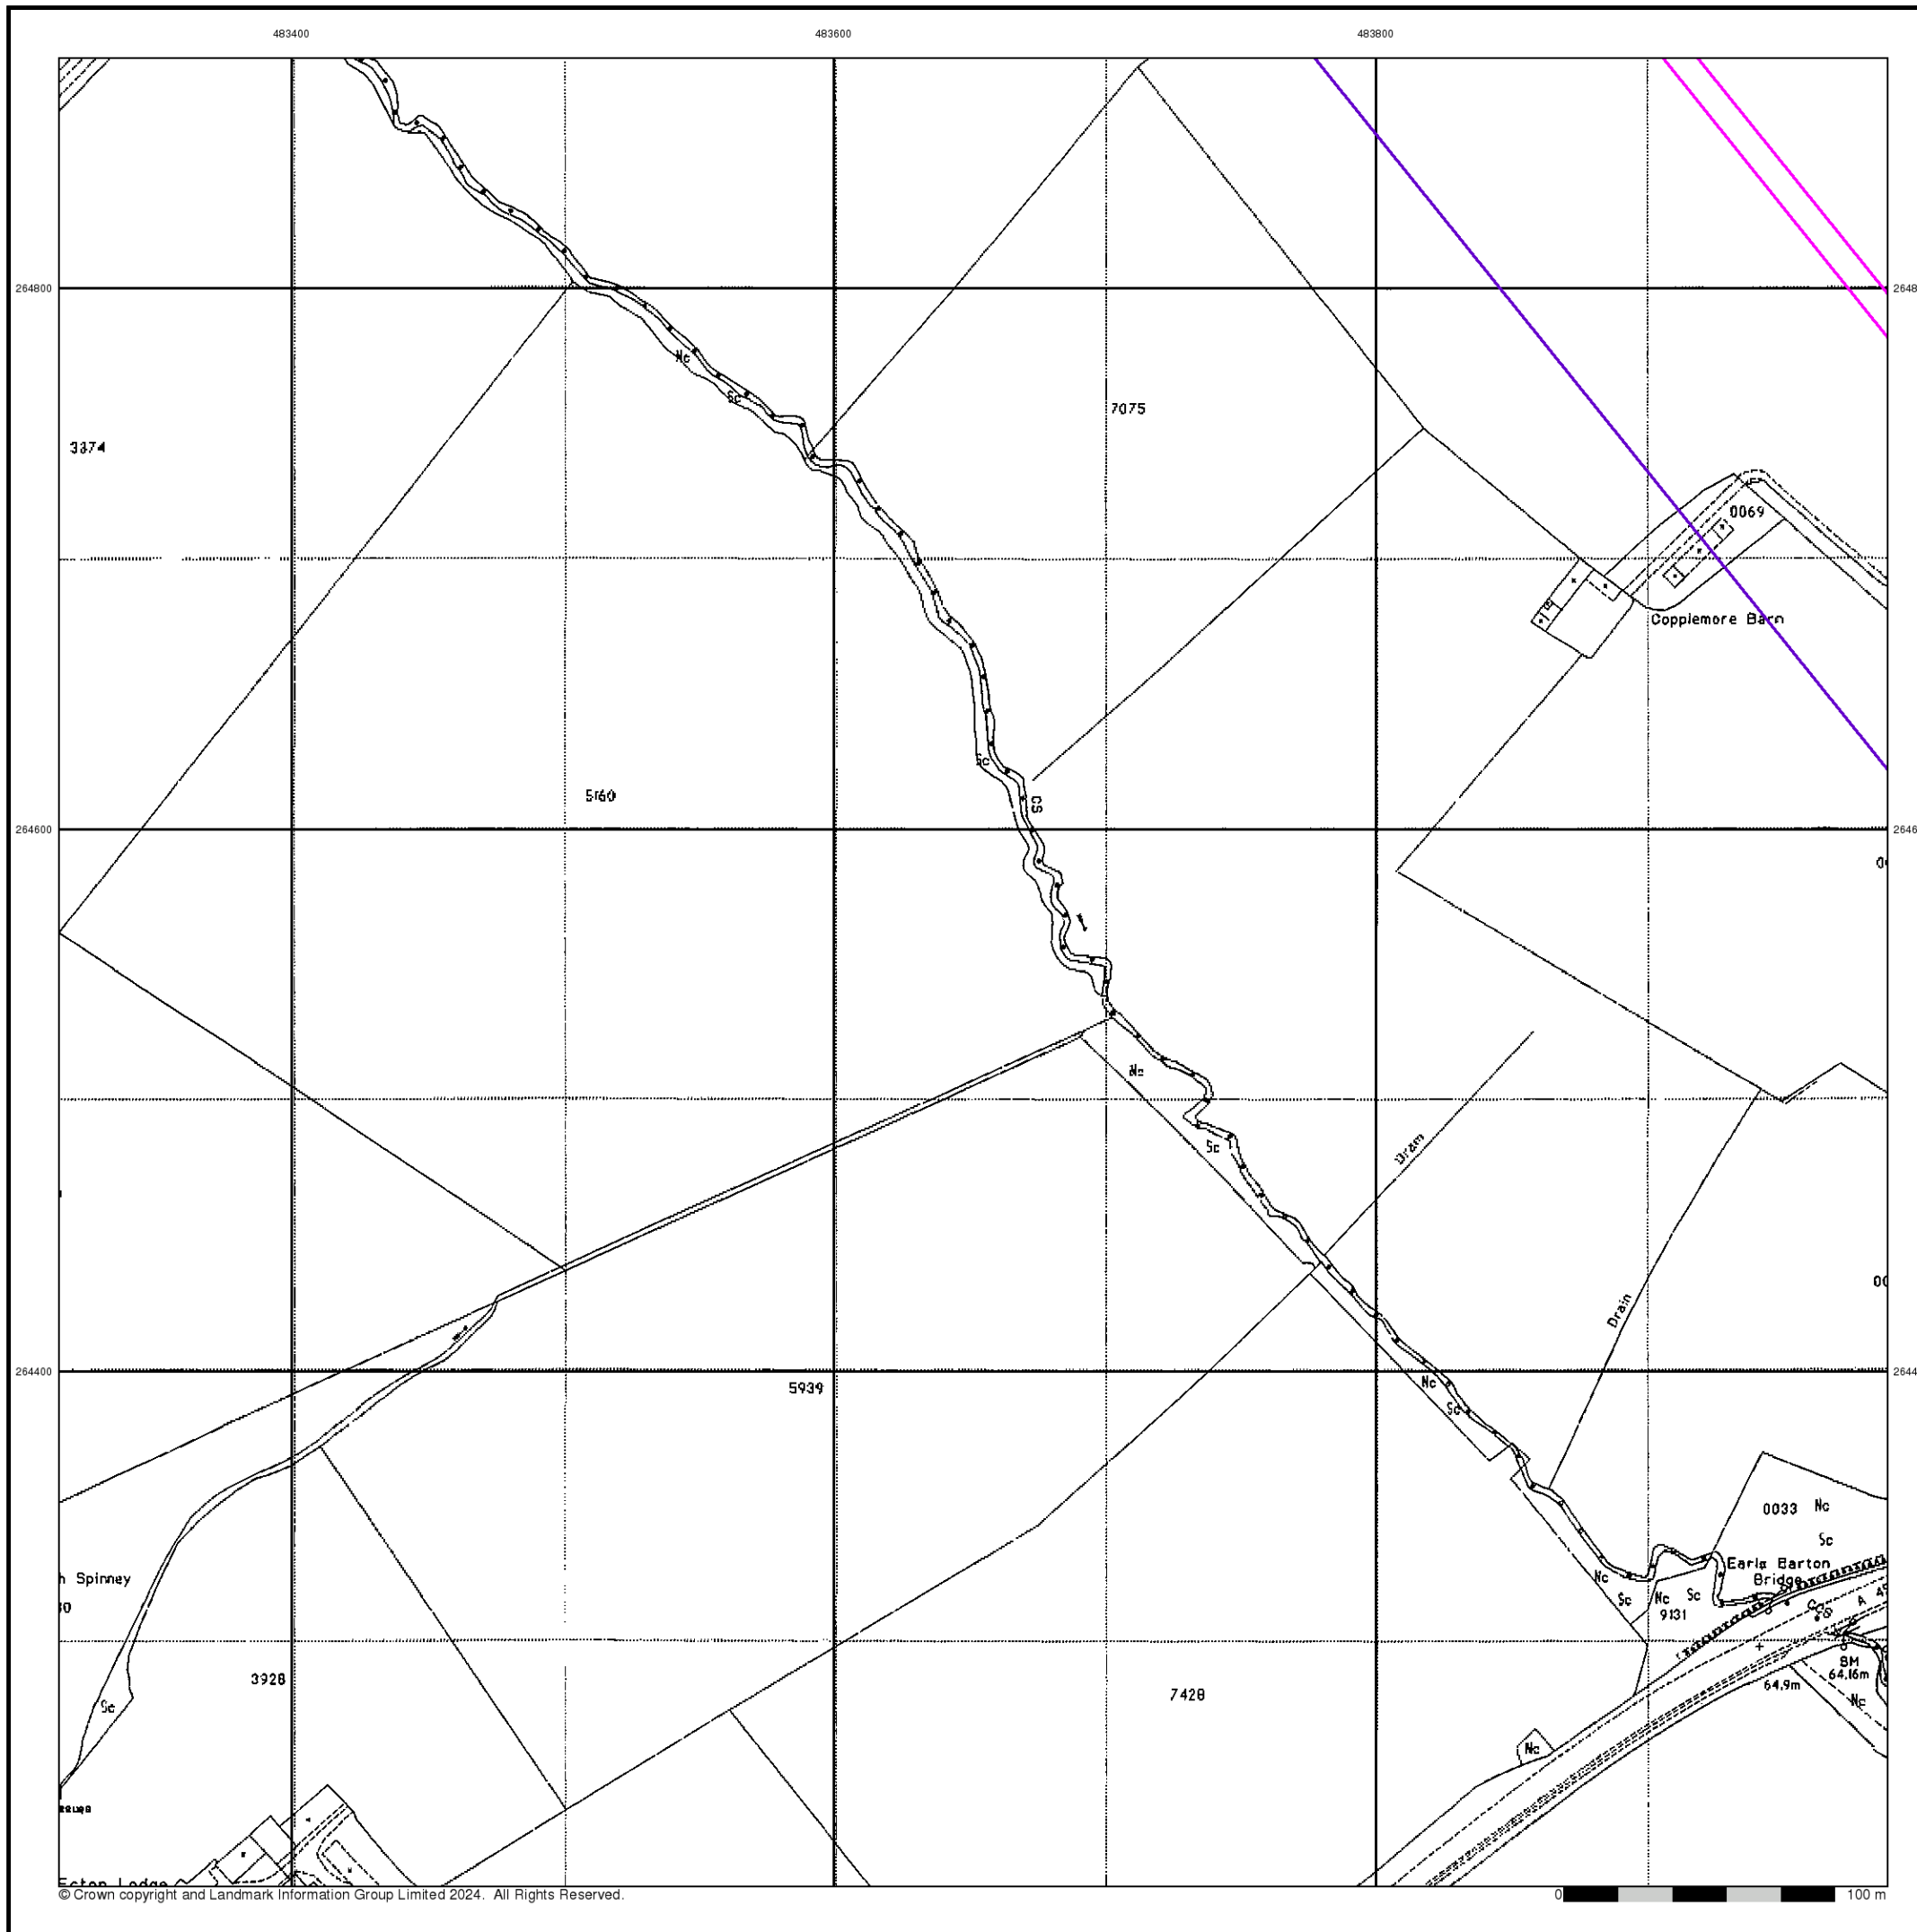 483400 483600 483800
264800
7075
Nc
Sc
3374
0069
Copplemore Barn
Sc
5160
CS
264600
Nc
Sc
Drain
Drain
264400
5939
Nc
Sc
0033 Nc
Sc
Earls Barton
Bridge
h Spinney
Nc
Sc
Nc
Sc
9131
CCS
A
BM
64.16m
64.9m
3928
7428
Nc
Sc
Nc
Ecton Lodge
© Crown copyright and Landmark Information Group Limited 2024. All Rights Reserved.
0 100 m